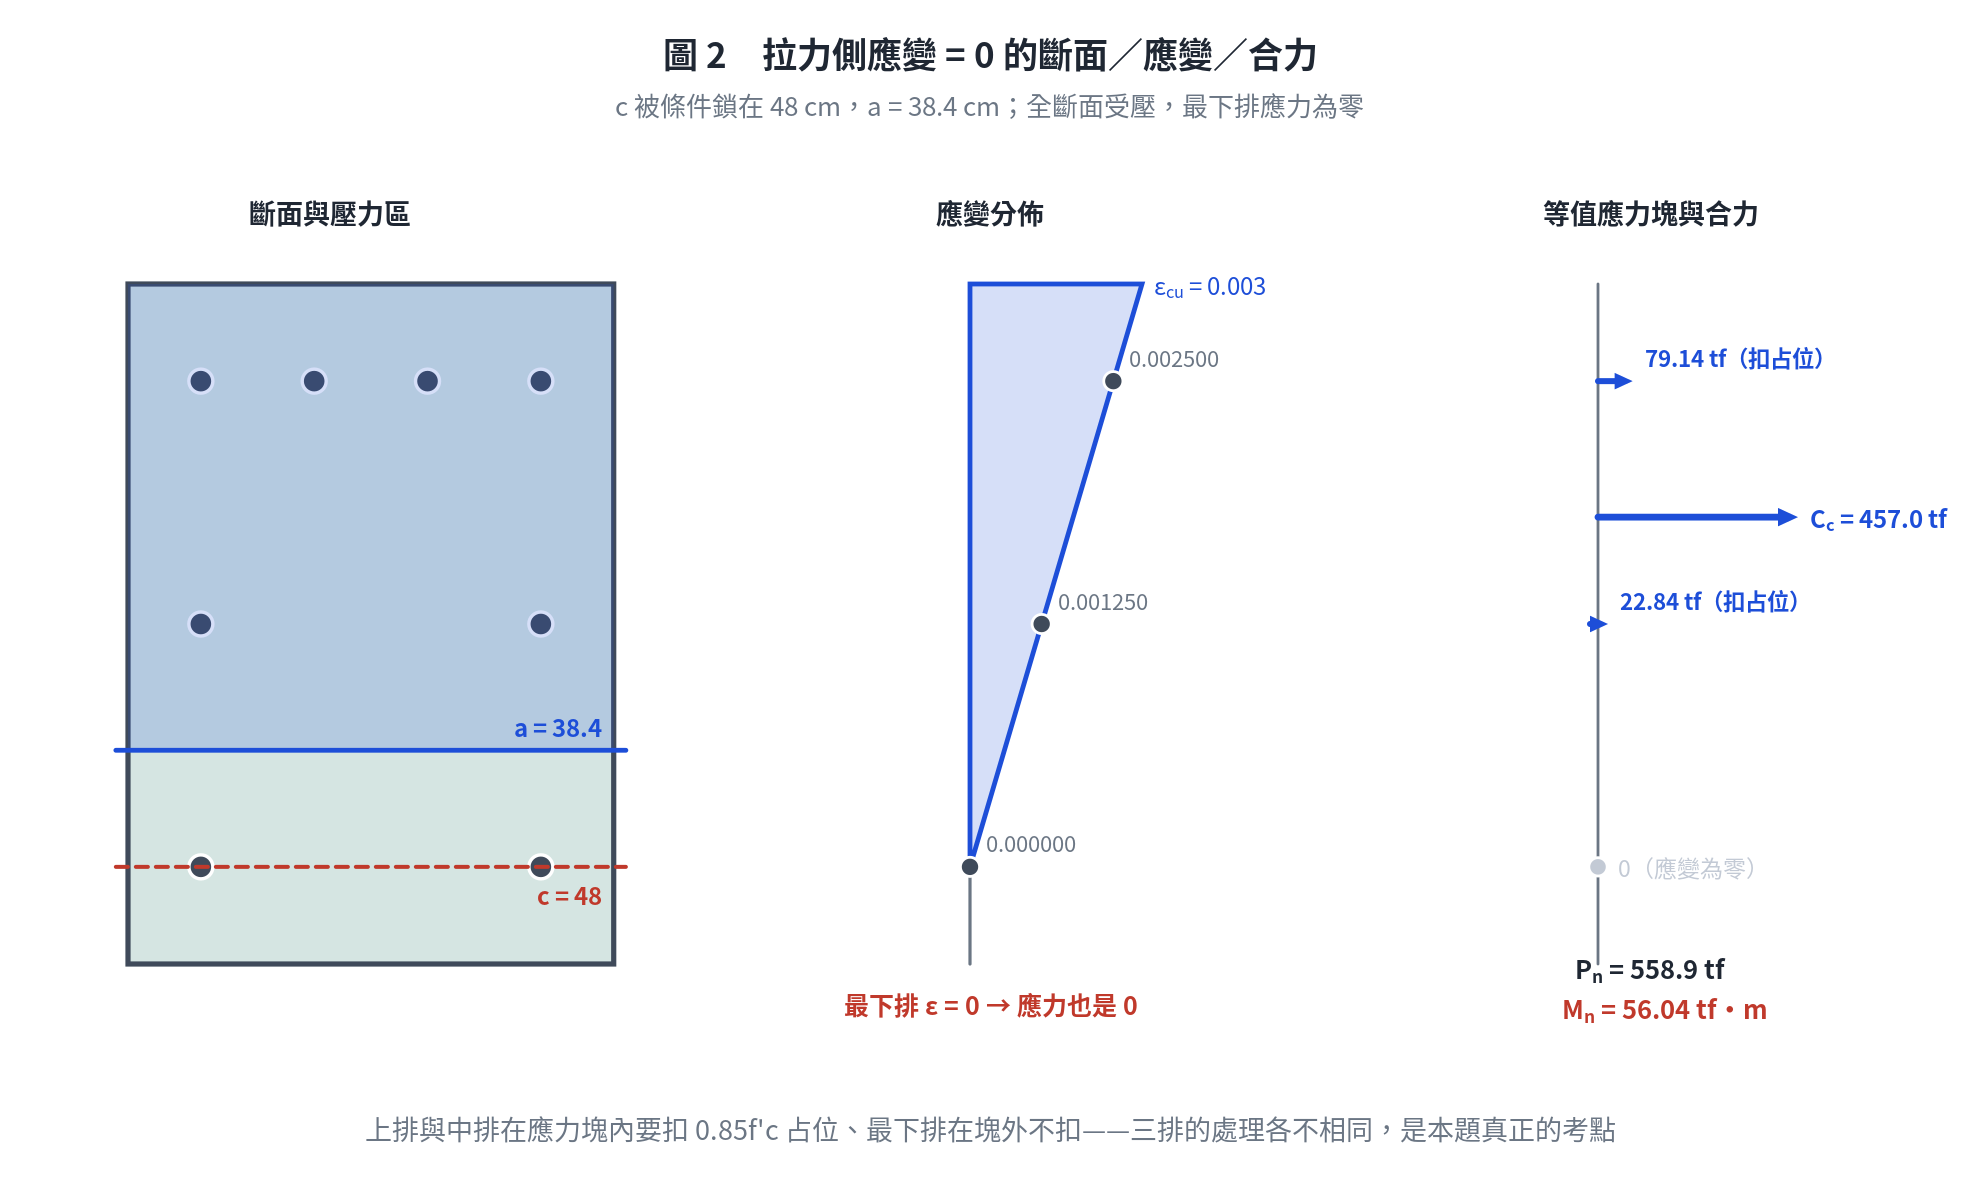 圖 2　拉力側應變 = 0 的斷面／應變／合力
c 被條件鎖在 48 cm，a = 38.4 cm；全斷面受壓，最下排應力為零
斷面與壓力區
應變分佈
等值應力塊與合力
εcu = 0.003
0.002500
79.14 tf（扣占位）
Cc = 457.0 tf
0.001250
22.84 tf（扣占位）
a = 38.4
0.000000
0（應變為零）
c = 48
Pn = 558.9 tf
最下排 ε = 0 → 應力也是 0
Mn = 56.04 tf・m
上排與中排在應力塊內要扣 0.85f'c 占位、最下排在塊外不扣——三排的處理各不相同，是本題真正的考點